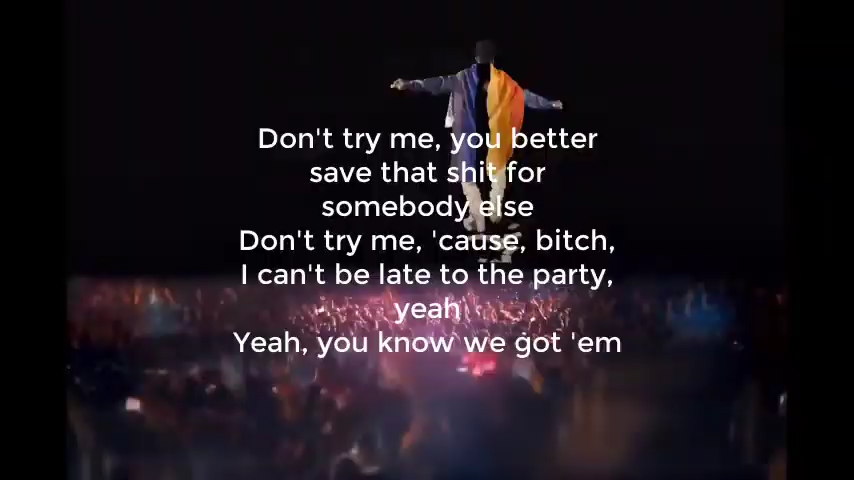 Don't try me, you better
save that shit for
somebody else
Don't try me, 'cause, bitch,
I can't be late to the party,
yeah
Yeah, you know we got 'em